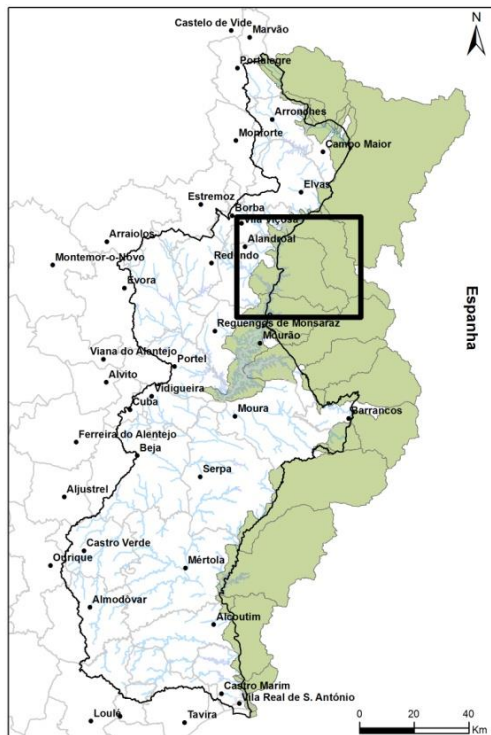 Castelo de Vide
Marvão
N
Portalegre
Arronches
Monforte
Campo Maior
Elvas
Estremoz
Borba
Vila Viçosa
Arraiolos
Alandroal
Montemor-o-Novo
Redondo
Évora
Espanha
Reguengos de Monsaraz
Mourão
Viana do Alentejo
Portel
Alvito
Vidigueira
Cuba
Barrancos
Moura
Ferreira do Alentejo
Beja
Serpa
Aljustrel
Castro Verde
Ourique
Mértola
Almodôvar
Alcoutim
Castro Marim
Vila Real de S. António
Loulé
Tavira
0 20 40
Km